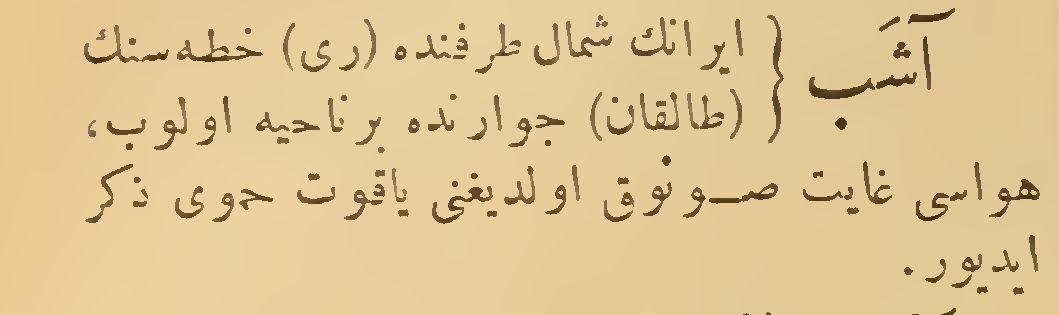 آشَب } ایرانك شمال طرفنده (ری) خطه‌سنك
(طالقان) جوارنده بر ناحیه اولوب،
هواسی غایت صـوغوق اولدیغنی یاقوت حموی ذکر
ایدیور.